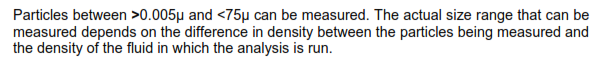 Particles between >0.005µ and <75µ can be measured. The actual size range that can be
measured depends on the difference in density between the particles being measured and
the density of the fluid in which the analysis is run.